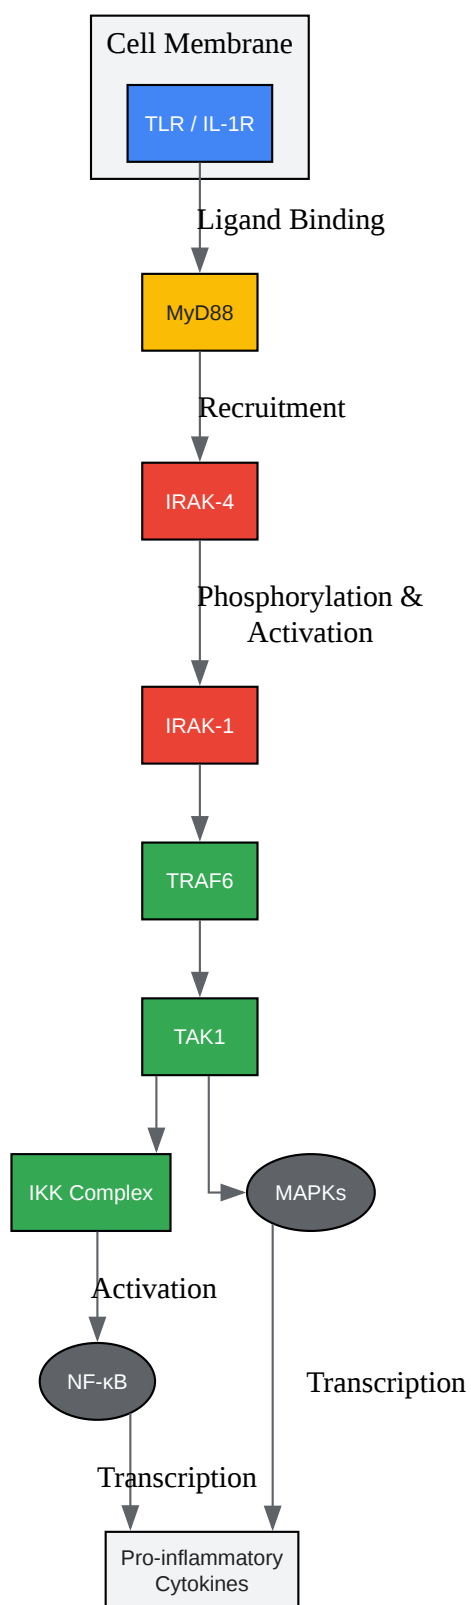 Cell Membrane
TLR / IL-1R
Ligand Binding
MyD88
Recruitment
IRAK-4
Phosphorylation &
Activation
IRAK-1
TRAF6
TAK1
IKK Complex
MAPKs
Activation
NF-κB
Transcription
Transcription
Pro-inflammatory
Cytokines